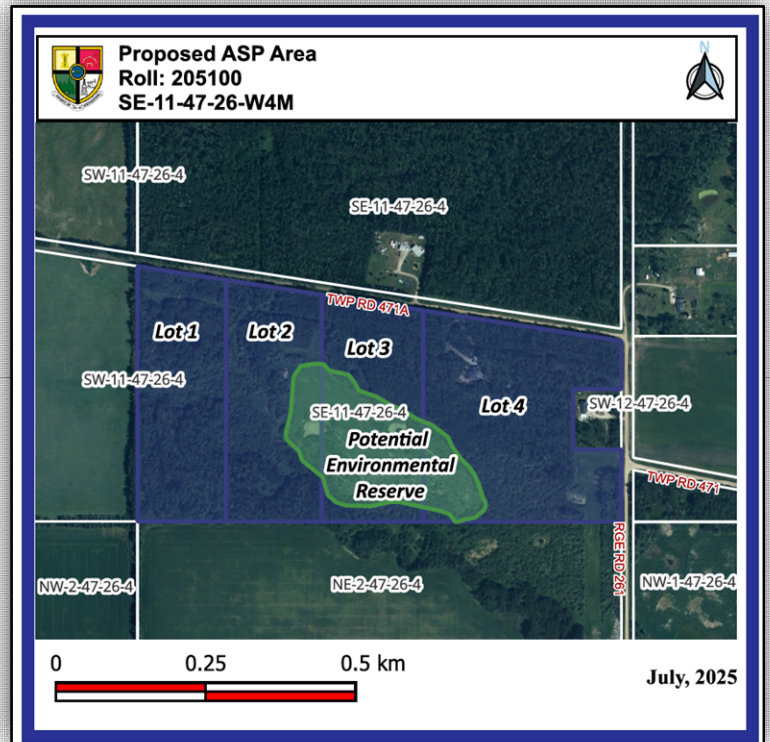 Proposed ASP Area
Roll: 205100
SE-11-47-26-W4M
N
SW-11-47-26-4
SE-11-47-26-4
TWP RD 471A
Lot 1
Lot 2
Lot 3
SW-11-47-26-4
SE-11-47-26-4
Lot 4
SW-12-47-26-4
Potential
Environmental
Reserve
TWP RD 471
RGE RD 261
NW-2-47-26-4
NE-2-47-26-4
NW-1-47-26-4
0
0.25
0.5 km
July, 2025